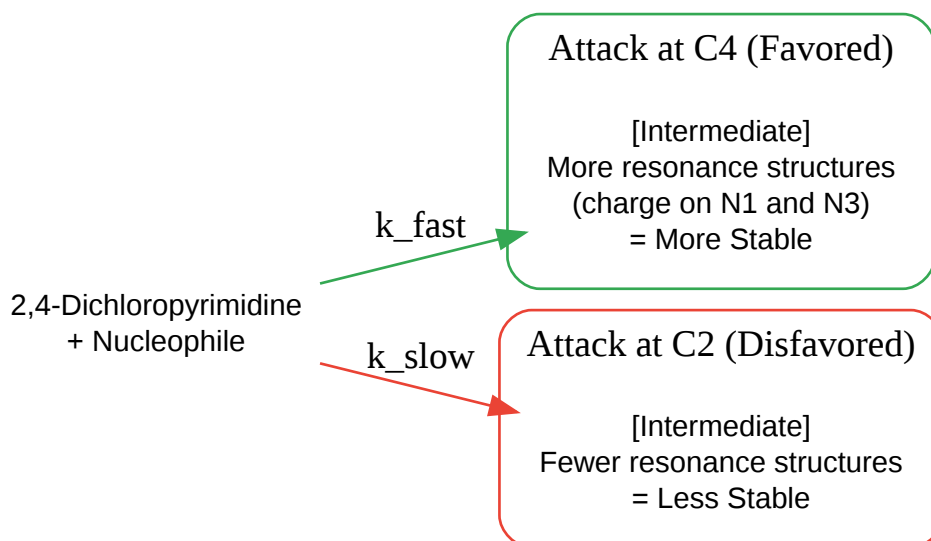 Attack at C4 (Favored)
[Intermediate]
More resonance structures
(charge on N1 and N3)
= More Stable
k_fast
2,4-Dichloropyrimidine
+ Nucleophile
k_slow
Attack at C2 (Disfavored)
[Intermediate]
Fewer resonance structures
= Less Stable